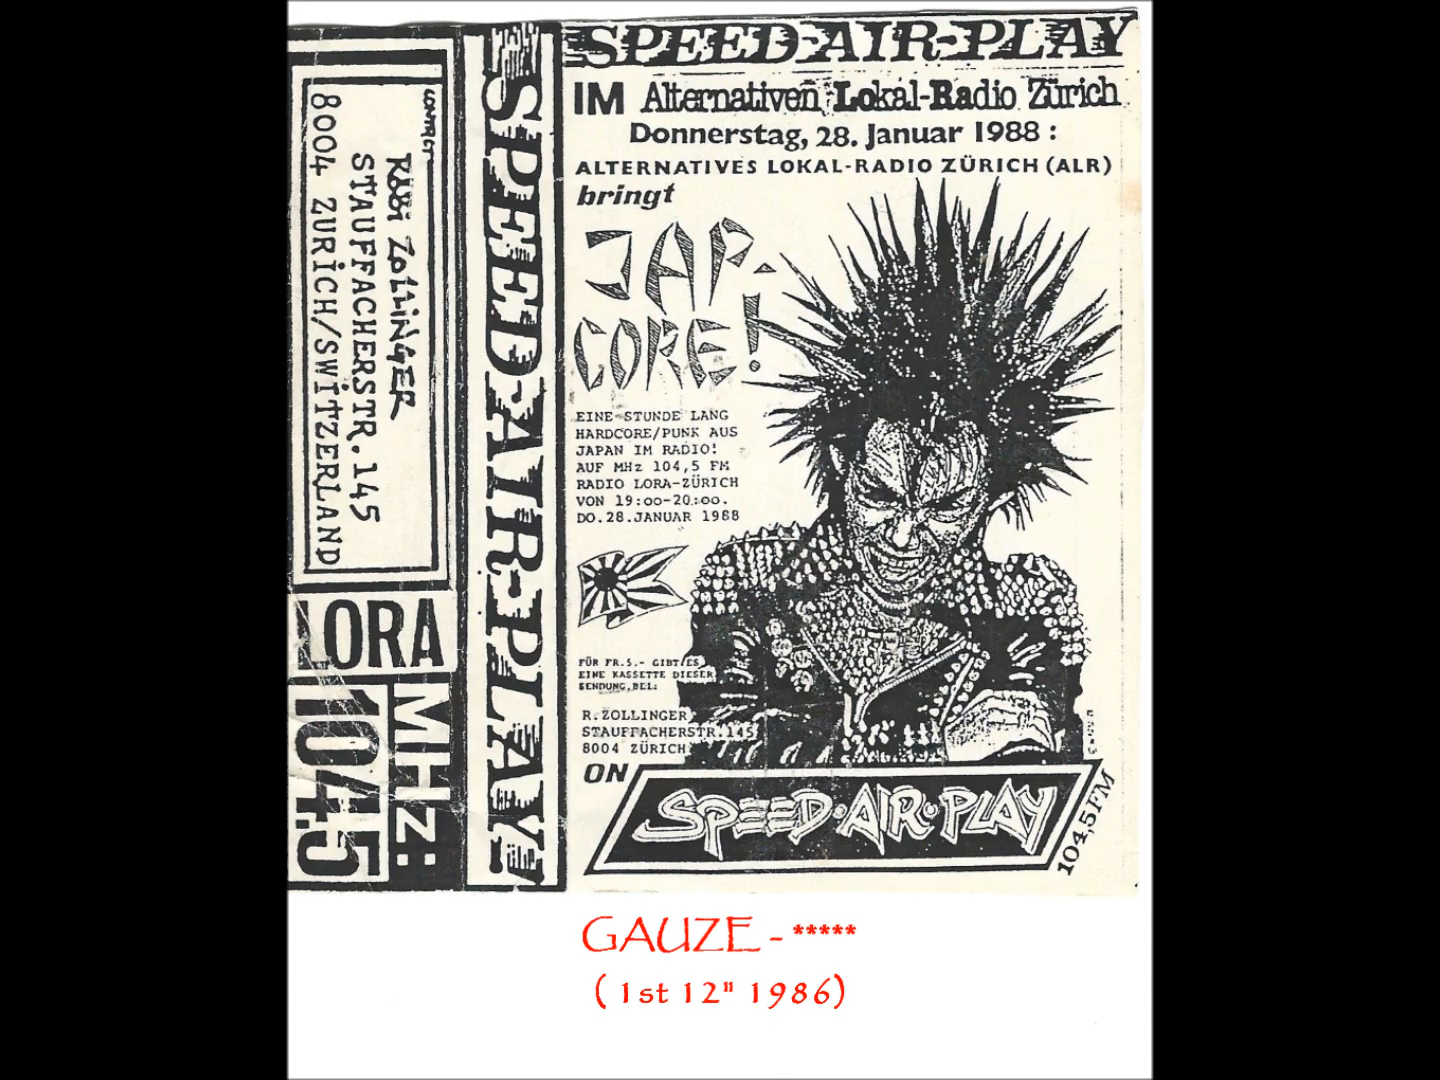 CONTACT
RÖBI ZOLLiNGER
STAUFFACHERSTR.145
8004 ZÜRiCH/SWiTZERLAND
LORA
MHz:
104,5
SPEED-AIR-PLAY!
SPEED-AIR-PLAY
IM Alternativen Lokal-Radio Zürich
Donnerstag, 28. Januar 1988 :
ALTERNATIVES LOKAL-RADIO ZÜRICH (ALR)
bringt
JAP-
CORE!
EINE STUNDE LANG
HARDCORE/PUNK AUS
JAPAN IM RADIO!
AUF MHz 104,5 FM
RADIO LORA-ZÜRICH
VON 19:00-20:00.
DO.28.JANUAR 1988
FÜR FR.5.- GIBT ES
EINE KASSETTE DIESER
SENDUNG,BEI:
R.ZOLLINGER
STAUFFACHERSTR.145
8004 ZÜRICH
ON
SPEED·AIR·PLAY
104,5 FM
GAUZE - *****
( 1st 12" 1986)